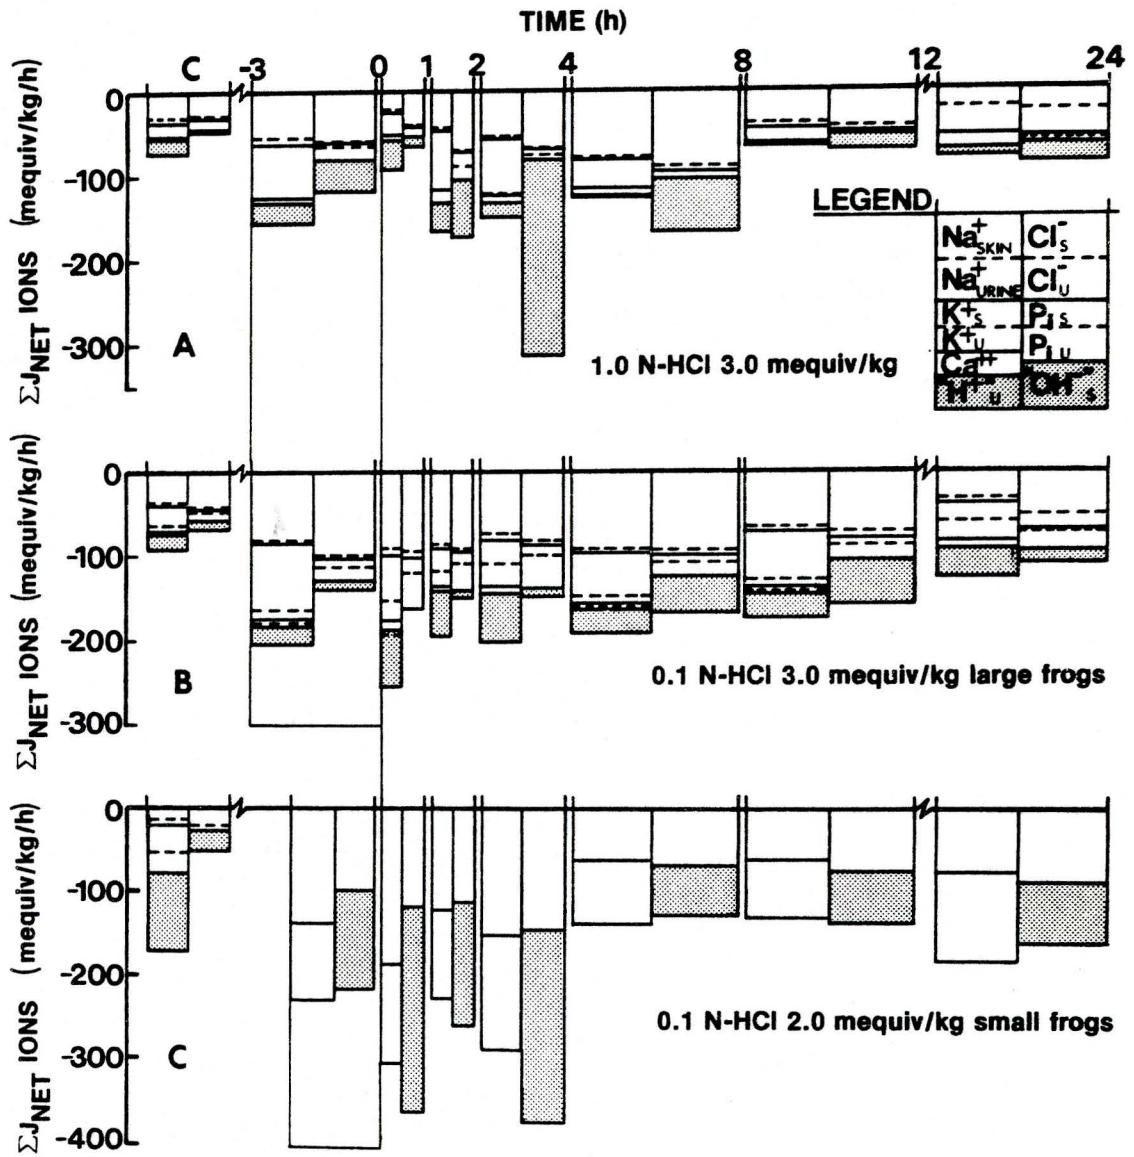 TIME (h)
C -3 0 1 2 4 8 12 24
ΣJNET IONS (mequiv/kg/h)
0
-100
-200
-300
A
1.0 N-HCl 3.0 mequiv/kg
LEGEND
Na+SKIN Cl-S
Na+URINE Cl-U
K+S PiS
K+U PiU
Ca++
"H+"U "OH-"S
ΣJNET IONS (mequiv/kg/h)
0
-100
-200
-300
B
0.1 N-HCl 3.0 mequiv/kg large frogs
ΣJNET IONS (mequiv/kg/h)
0
-100
-200
-300
-400
C
0.1 N-HCl 2.0 mequiv/kg small frogs